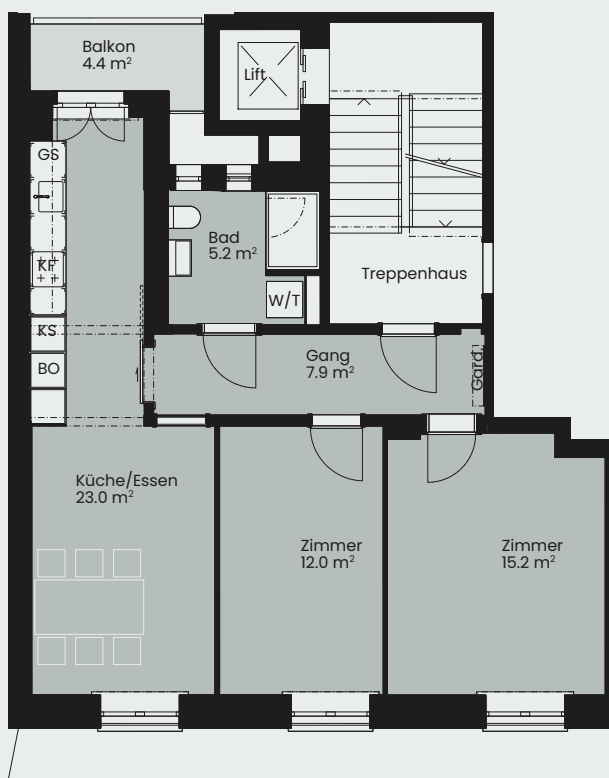 Balkon
4.4 m²
Lift
GS
Bad
5.2 m²
KF
Treppenhaus
W/T
KS
Gang
7.9 m²
Gard.
BO
Küche/Essen
23.0 m²
Zimmer
12.0 m²
Zimmer
15.2 m²